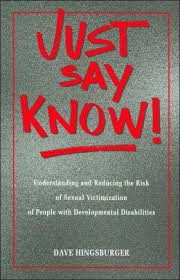 JUST
SAY
KNOW!
Understanding and Reducing the Risk
of Sexual Victimization
of People with Developmental Disabilities
DAVE HINGSBURGER